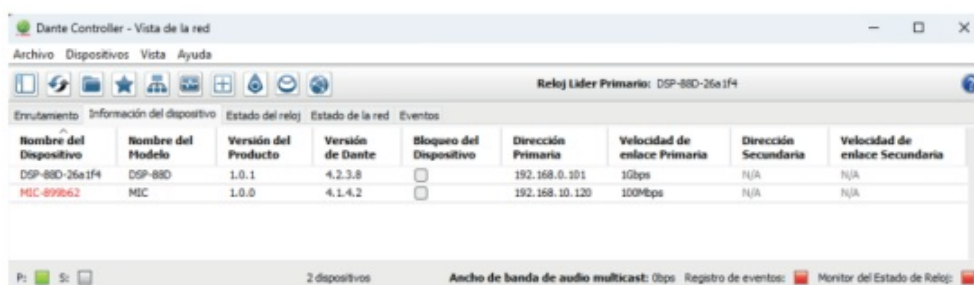 Dante Controller - Vista de la red
Archivo Dispositivos Vista Ayuda
Reloj Líder Primario: DSP-88D-26a1f4
Enrutamiento Información del dispositivo Estado del reloj Estado de la red Eventos
Nombre del Dispositivo Nombre del Modelo Versión del Producto Versión de Dante Bloqueo del Dispositivo Dirección Primaria Velocidad de enlace Primaria Dirección Secundaria Velocidad de enlace Secundaria
DSP-88D-26a1f4 DSP-88D 1.0.1 4.2.3.8 192.168.0.101 1Gbps N/A N/A
MIC-899b62 MIC 1.0.0 4.1.4.2 192.168.10.120 100Mbps N/A N/A
P: S: 2 dispositivos Ancho de banda de audio multicast: 0bps Registro de eventos: Monitor del Estado de Reloj: